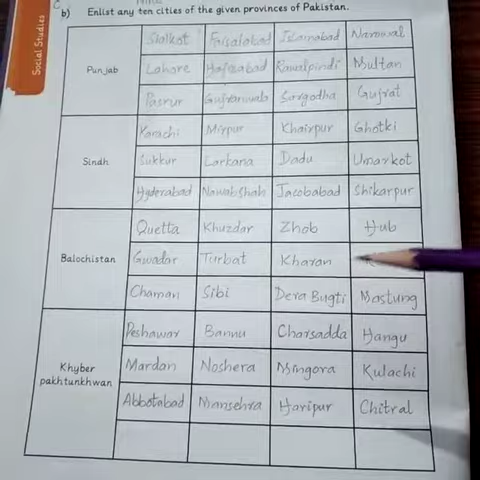 Social Studies
b) Enlist any ten cities of the given provinces of Pakistan.
Punjab
Sialkot Faisalabad Islamabad Narowal
Lahore Hafizabad Rawalpindi Multan
Pasrur Gujranwala Sargodha Gujrat
Sindh
Karachi Mirpur Khairpur Ghotki
Sukkur Larkana Dadu Umarkot
Hyderabad Nawabshah Jacobabad Shikarpur
Balochistan
Quetta Khuzdar Zhob Hub
Gwadar Turbat Kharan
Chaman Sibi Dera Bugti Mastung
Khyber
pakhtunkhwan
Peshawar Bannu Charsadda Hangu
Mardan Noshera Mingora Kulachi
Abbotabad Mansehra Haripur Chitral